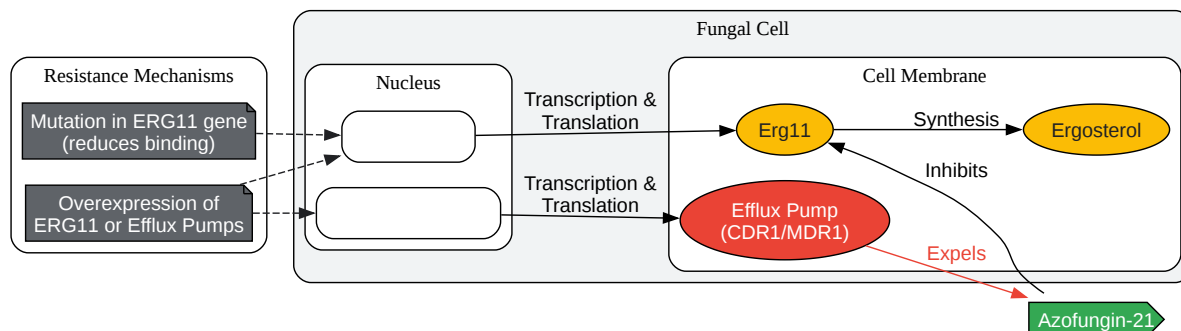 Fungal Cell
Resistance Mechanisms
Nucleus
Cell Membrane
Mutation in ERG11 gene
(reduces binding)
Transcription &
Translation
Erg11
Synthesis
Ergosterol
Inhibits
Overexpression of
ERG11 or Efflux Pumps
Transcription &
Translation
Efflux Pump
(CDR1/MDR1)
Expels
Azofungin-21